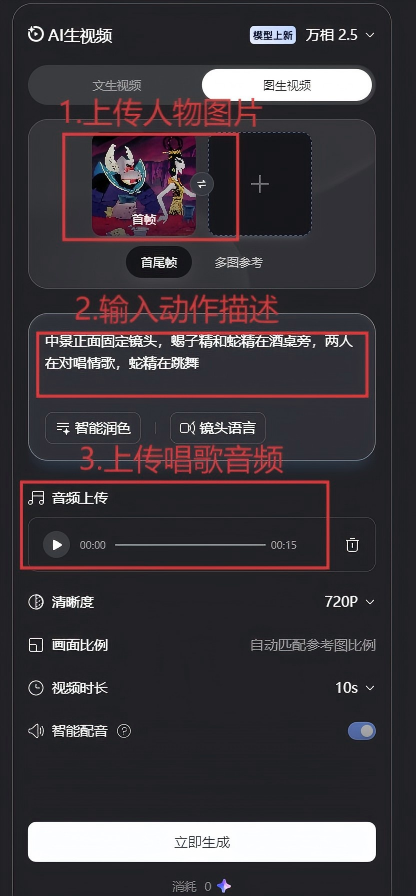 AI生视频
模型上新
万相 2.5
文生视频
图生视频
1.上传人物图片
首帧
首尾帧
多图参考
2.输入动作描述
中景正面固定镜头，蝎子精和蛇精在酒桌旁，两人
在对唱情歌，蛇精在跳舞
智能润色
镜头语言
3.上传唱歌音频
音频上传
00:00
00:15
清晰度
720P
画面比例
自动匹配参考图比例
视频时长
10s
智能配音
?
立即生成
消耗 0